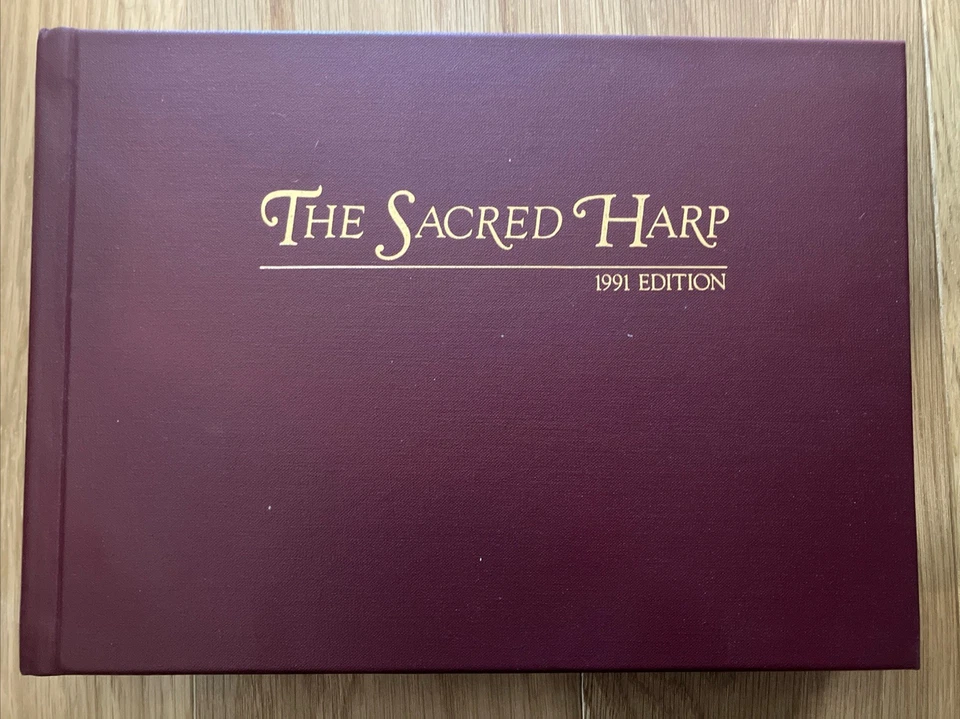 The Sacred Harp
1991 EDITION